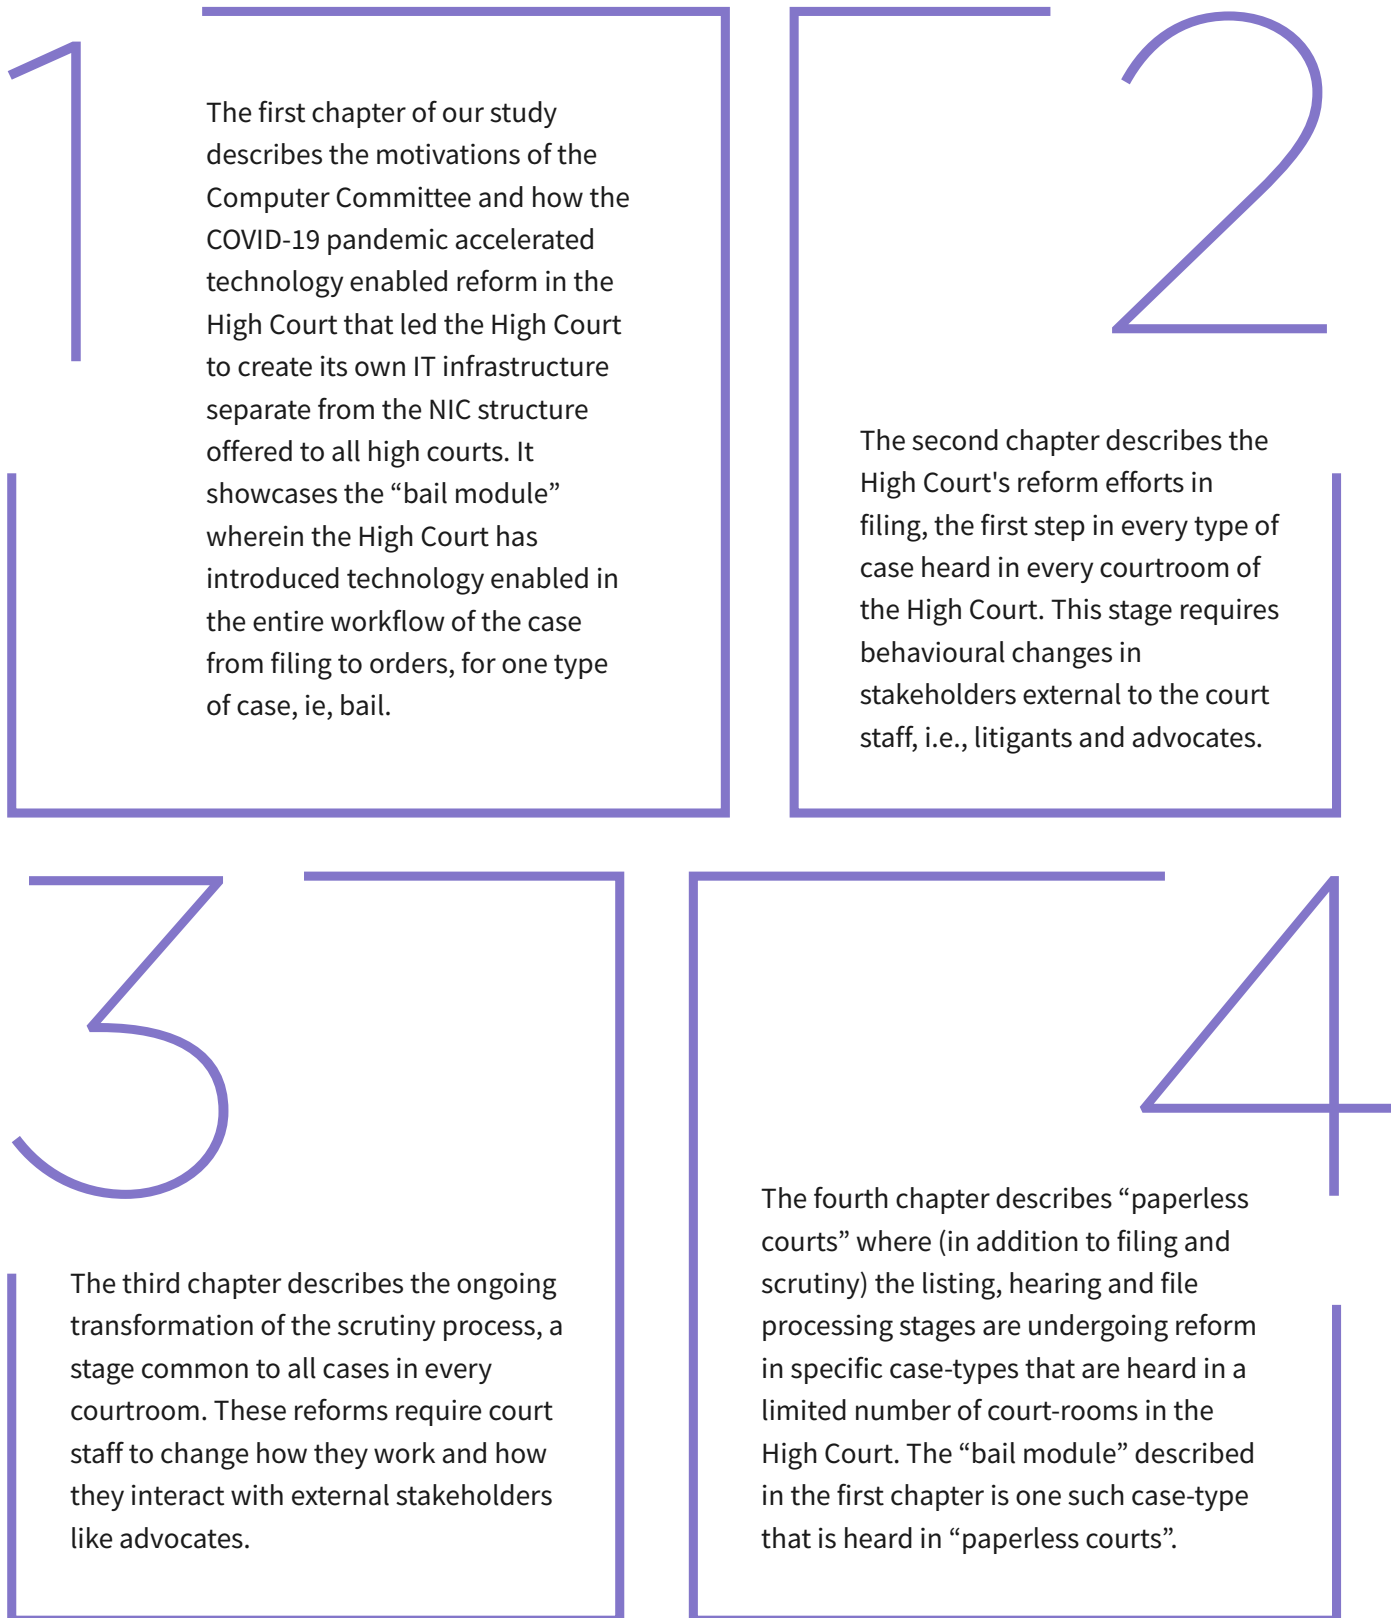 1
The first chapter of our study
describes the motivations of the
Computer Committee and how the
COVID-19 pandemic accelerated
technology enabled reform in the
High Court that led the High Court
to create its own IT infrastructure
separate from the NIC structure
offered to all high courts. It
showcases the “bail module”
wherein the High Court has
introduced technology enabled in
the entire workflow of the case
from filing to orders, for one type
of case, ie, bail.
2
The second chapter describes the
High Court's reform efforts in
filing, the first step in every type of
case heard in every courtroom of
the High Court. This stage requires
behavioural changes in
stakeholders external to the court
staff, i.e., litigants and advocates.
3
The third chapter describes the ongoing
transformation of the scrutiny process, a
stage common to all cases in every
courtroom. These reforms require court
staff to change how they work and how
they interact with external stakeholders
like advocates.
4
The fourth chapter describes “paperless
courts” where (in addition to filing and
scrutiny) the listing, hearing and file
processing stages are undergoing reform
in specific case-types that are heard in a
limited number of court-rooms in the
High Court. The “bail module” described
in the first chapter is one such case-type
that is heard in “paperless courts”.